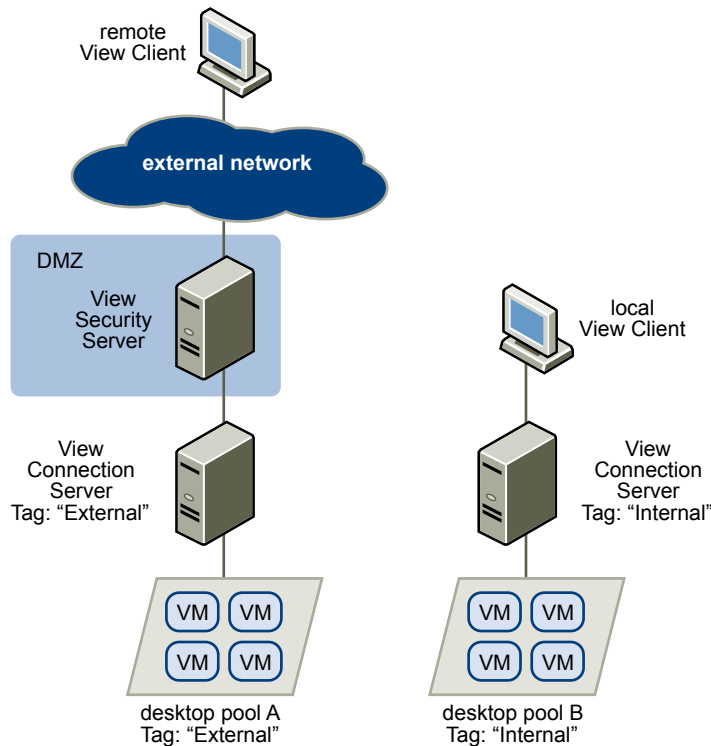 remote
View Client
external network
DMZ
View
Security
Server
local
View Client
View
Connection
Server
Tag: “External”
View
Connection
Server
Tag: “Internal”
VM
VM
VM
VM
VM
VM
VM
VM
desktop pool A
Tag: “External”
desktop pool B
Tag: “Internal”